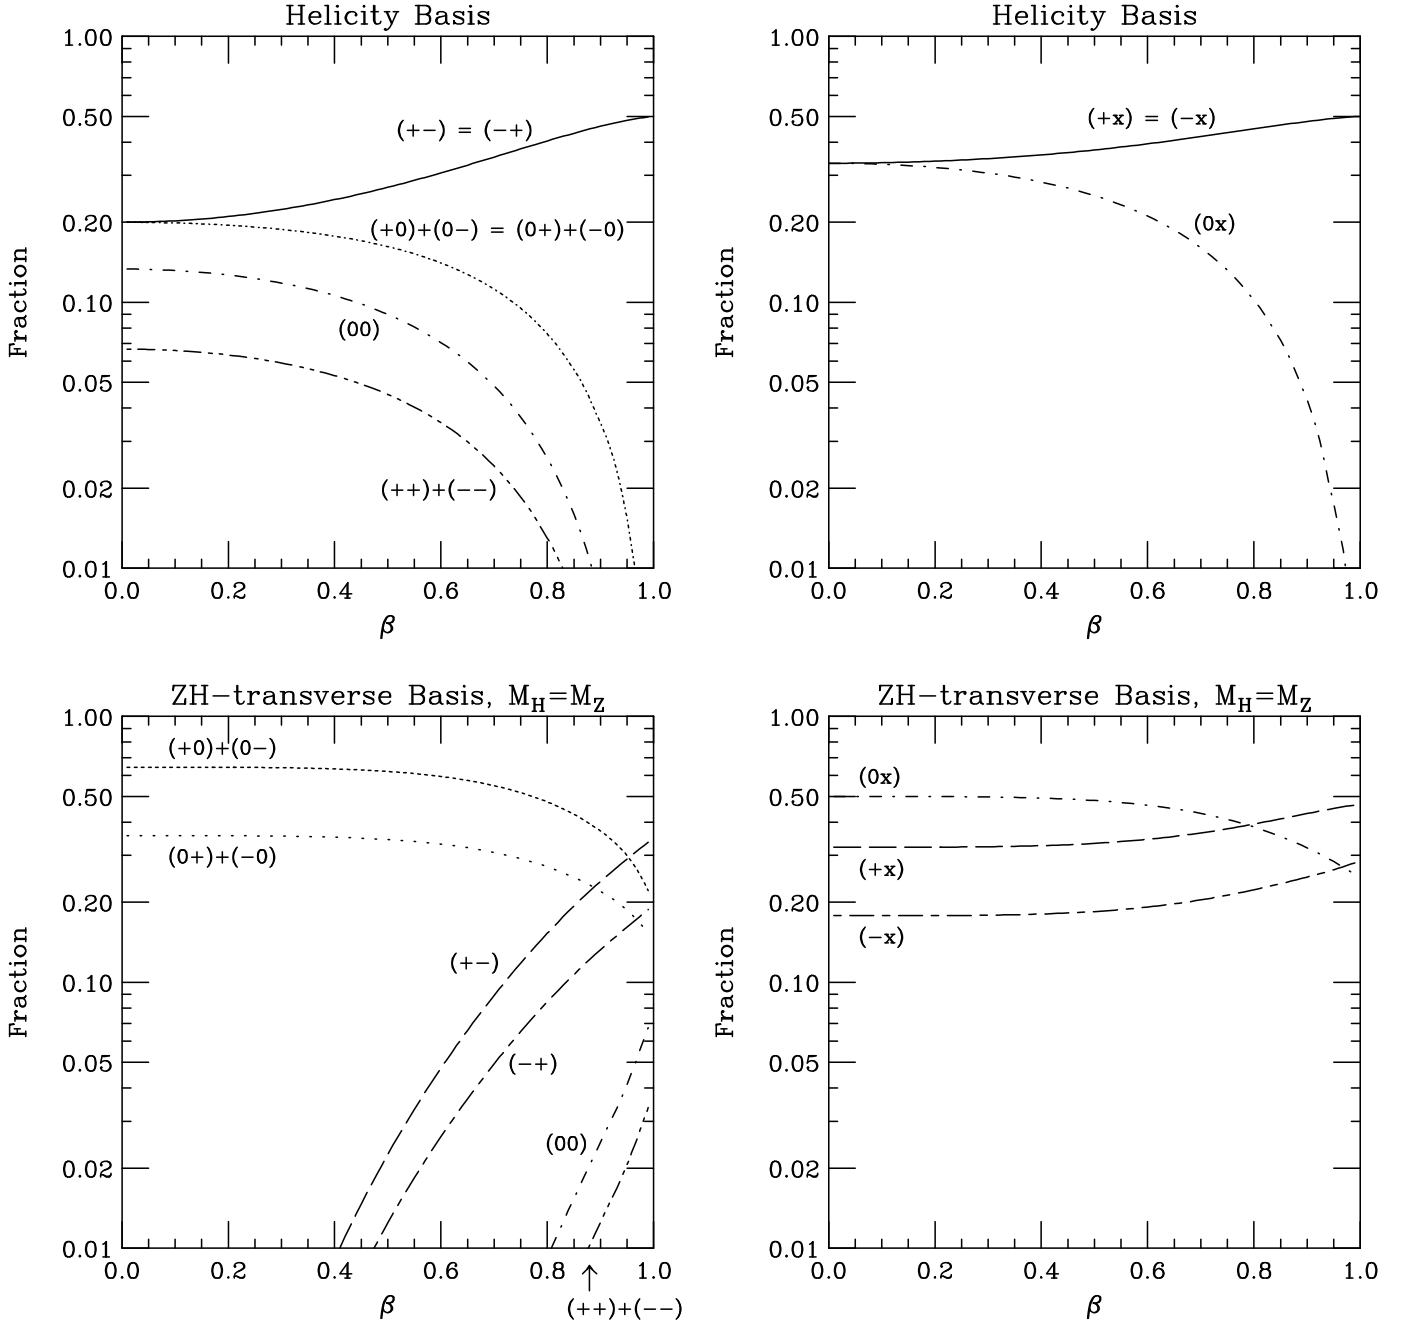 Helicity Basis
1.00
0.50
0.20
0.10
0.05
0.02
0.01
Fraction
(+−) = (−+)
(+0)+(0−) = (0+)+(−0)
(00)
(++)+(−−)
0.0 0.2 0.4 0.6 0.8 1.0
β
Helicity Basis
1.00
0.50
0.20
0.10
0.05
0.02
0.01
Fraction
(+x) = (−x)
(0x)
0.0 0.2 0.4 0.6 0.8 1.0
β
ZH−transverse Basis, M_H=M_Z
1.00
0.50
0.20
0.10
0.05
0.02
0.01
Fraction
(+0)+(0−)
(0+)+(−0)
(+−)
(−+)
(00)
0.0 0.2 0.4 0.6 0.8 1.0
β
(++)+(−−)
ZH−transverse Basis, M_H=M_Z
1.00
0.50
0.20
0.10
0.05
0.02
0.01
Fraction
(0x)
(+x)
(−x)
0.0 0.2 0.4 0.6 0.8 1.0
β